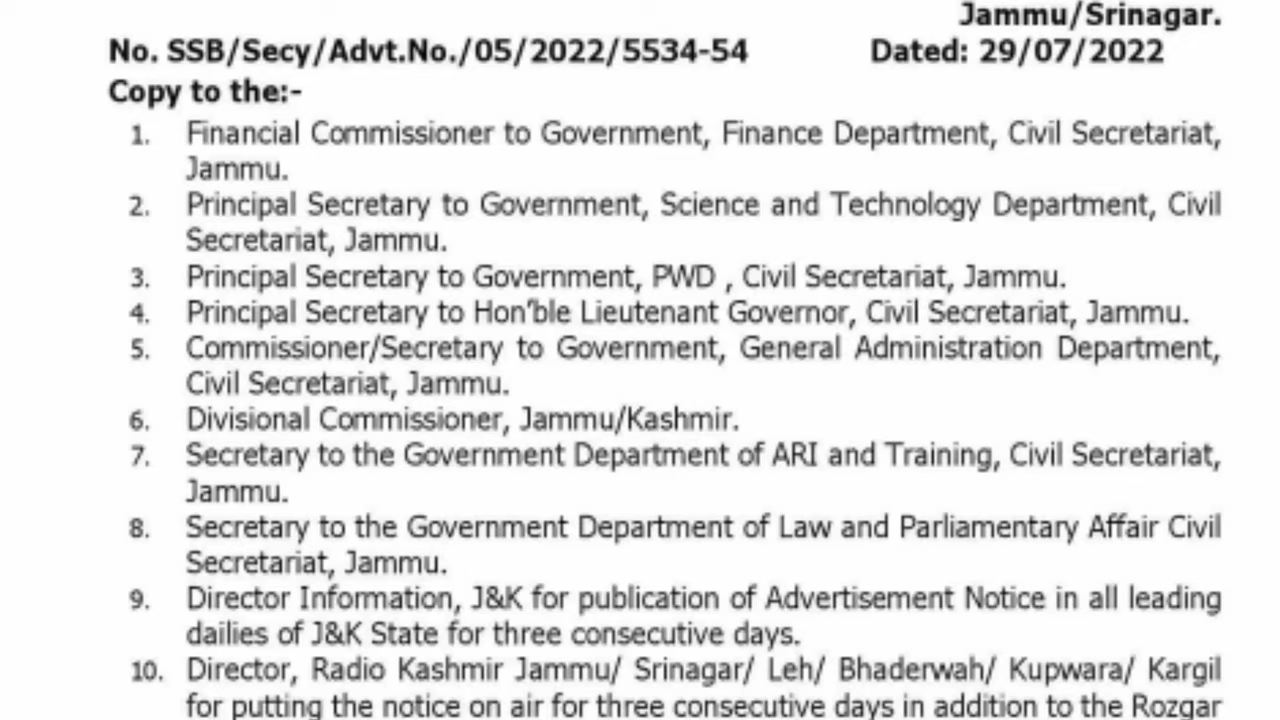 Jammu/Srinagar.
No. SSB/Secy/Advt.No./05/2022/5534-54 Dated: 29/07/2022
Copy to the:-
1. Financial Commissioner to Government, Finance Department, Civil Secretariat,
Jammu.
2. Principal Secretary to Government, Science and Technology Department, Civil
Secretariat, Jammu.
3. Principal Secretary to Government, PWD , Civil Secretariat, Jammu.
4. Principal Secretary to Hon'ble Lieutenant Governor, Civil Secretariat, Jammu.
5. Commissioner/Secretary to Government, General Administration Department,
Civil Secretariat, Jammu.
6. Divisional Commissioner, Jammu/Kashmir.
7. Secretary to the Government Department of ARI and Training, Civil Secretariat,
Jammu.
8. Secretary to the Government Department of Law and Parliamentary Affair Civil
Secretariat, Jammu.
9. Director Information, J&K for publication of Advertisement Notice in all leading
dailies of J&K State for three consecutive days.
10. Director, Radio Kashmir Jammu/ Srinagar/ Leh/ Bhaderwah/ Kupwara/ Kargil
for putting the notice on air for three consecutive days in addition to the Rozgar